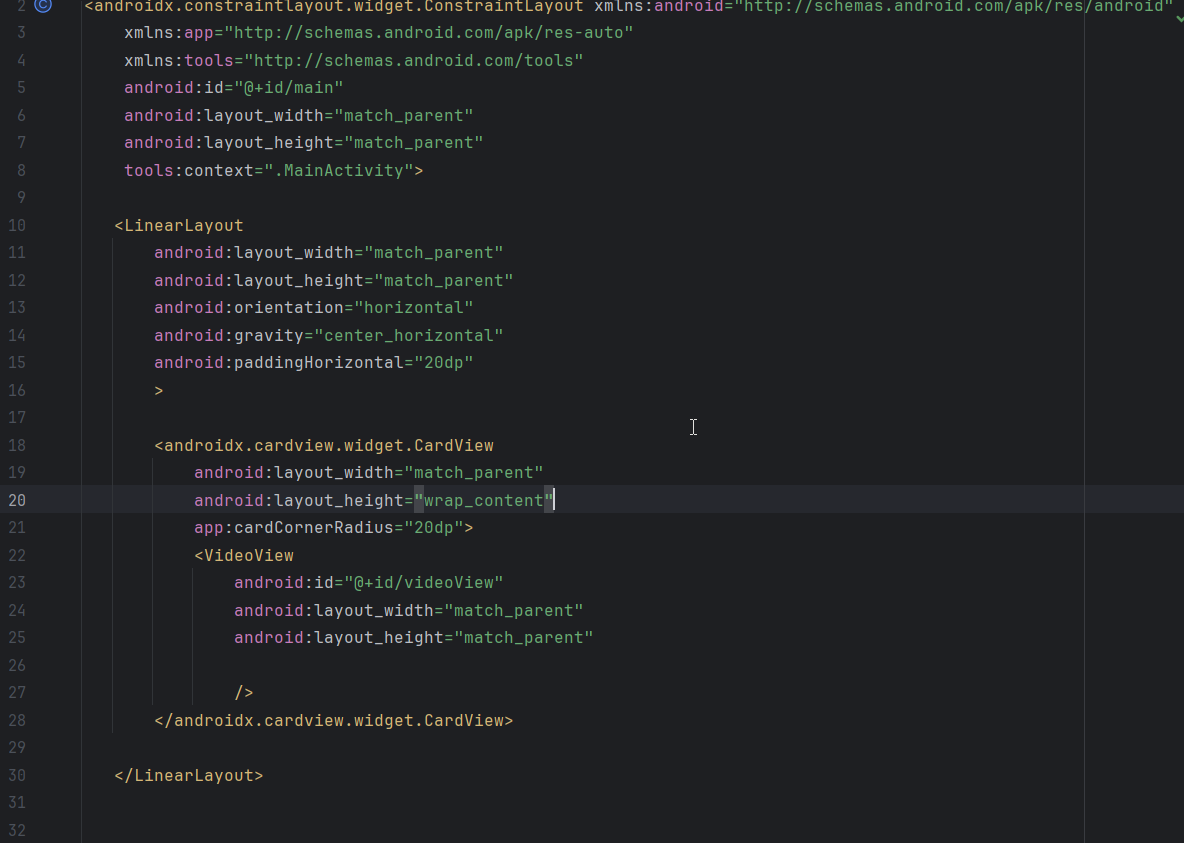 2 <androidx.constraintlayout.widget.ConstraintLayout xmlns:android="http://schemas.android.com/apk/res/android"
3 xmlns:app="http://schemas.android.com/apk/res-auto"
4 xmlns:tools="http://schemas.android.com/tools"
5 android:id="@+id/main"
6 android:layout_width="match_parent"
7 android:layout_height="match_parent"
8 tools:context=".MainActivity">
9
10 <LinearLayout
11 android:layout_width="match_parent"
12 android:layout_height="match_parent"
13 android:orientation="horizontal"
14 android:gravity="center_horizontal"
15 android:paddingHorizontal="20dp"
16 >
17
18 <androidx.cardview.widget.CardView
19 android:layout_width="match_parent"
20 android:layout_height="wrap_content"
21 app:cardCornerRadius="20dp">
22 <VideoView
23 android:id="@+id/videoView"
24 android:layout_width="match_parent"
25 android:layout_height="match_parent"
26
27 />
28 </androidx.cardview.widget.CardView>
29
30 </LinearLayout>
31
32